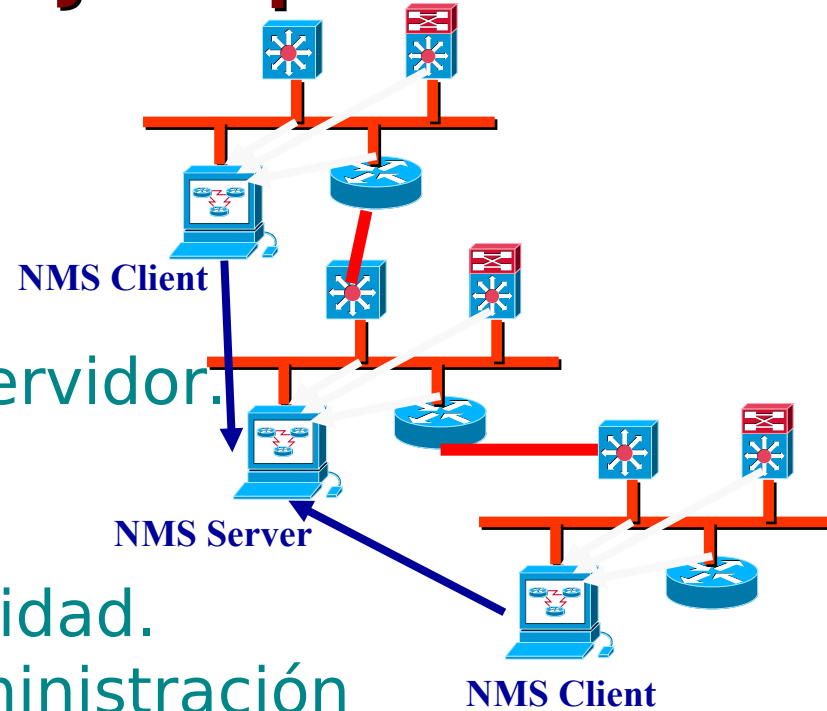 NMS Client
ervidor.
NMS Server
idad.
ninistración
NMS Client